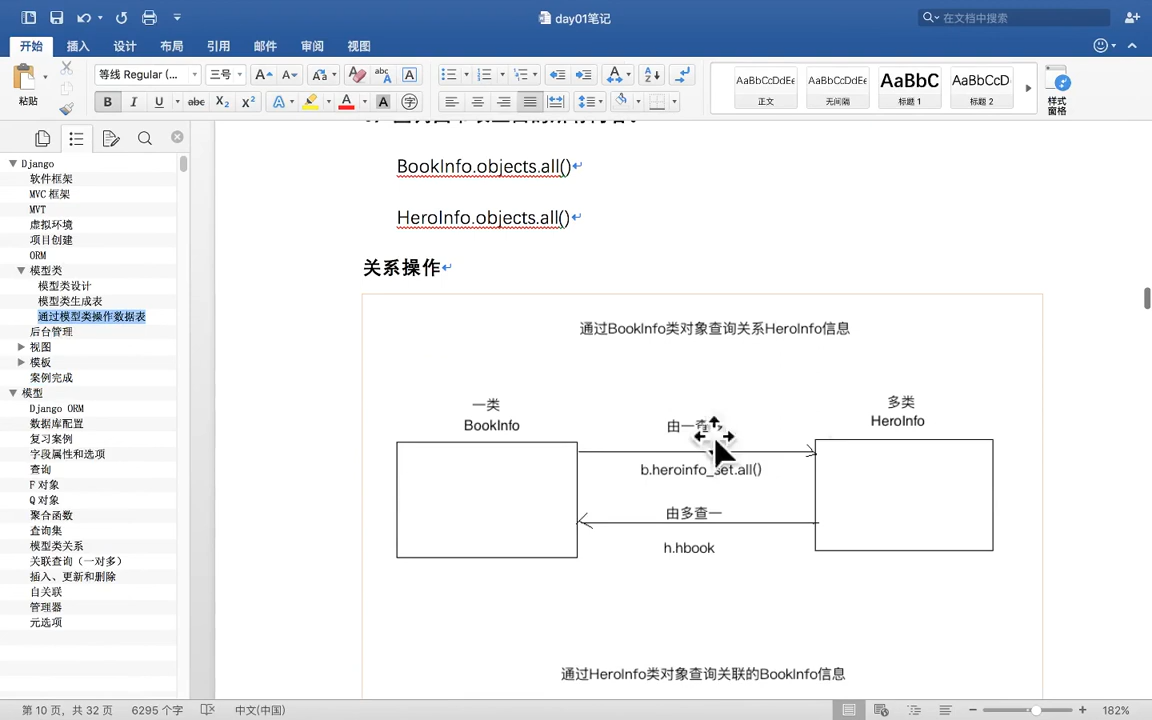 day01笔记
在文档中搜索
开始 插入 设计 布局 引用 邮件 审阅 视图
粘贴
等线 Regular (... 三号
AaBbCcDdEe 正文
AaBbCcDdEe 无间隔
AaBbC 标题 1
AaBbCcD 标题 2
样式
窗格
Django
软件框架
MVC 框架
MVT
虚拟环境
项目创建
ORM
模型类
模型类设计
模型类生成表
通过模型类操作数据表
后台管理
视图
模板
案例完成
模型
Django ORM
数据库配置
复习案例
字段属性和选项
查询
F 对象
Q 对象
聚合函数
查询集
模型类关系
关联查询（一对多）
插入、更新和删除
自关联
管理器
元选项
BookInfo.objects.all()
HeroInfo.objects.all()
关系操作
通过BookInfo类对象查询关系HeroInfo信息
一类
BookInfo
多类
HeroInfo
由一查
b.heroinfo_set.all()
由多查一
h.hbook
通过HeroInfo类对象查询关联的BookInfo信息
第 10 页，共 32 页 6295 个字 中文(中国) 182%